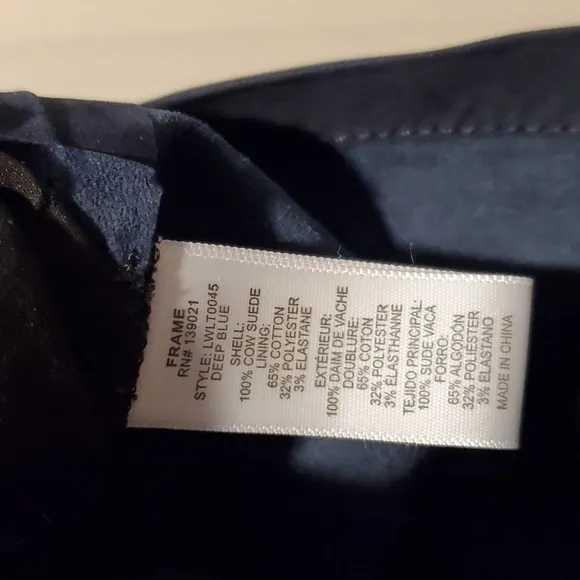 FRAME
RN# 139021
STYLE: LWLT0045
DEEP BLUE
SHELL:
100% COW SUEDE
LINING:
65% COTTON
32% POLYESTER
3% ELASTANE
EXTERIEUR:
100% DAIM DE VACHE
DOUBLURE:
65% COTON
32% POLYESTER
3% ÉLASTHANNE
TEJIDO PRINCIPAL:
100% SUDE VACA
FORRO:
65% ALGODÓN
32% POLIESTER
3% ELASTANO
MADE IN CHINA